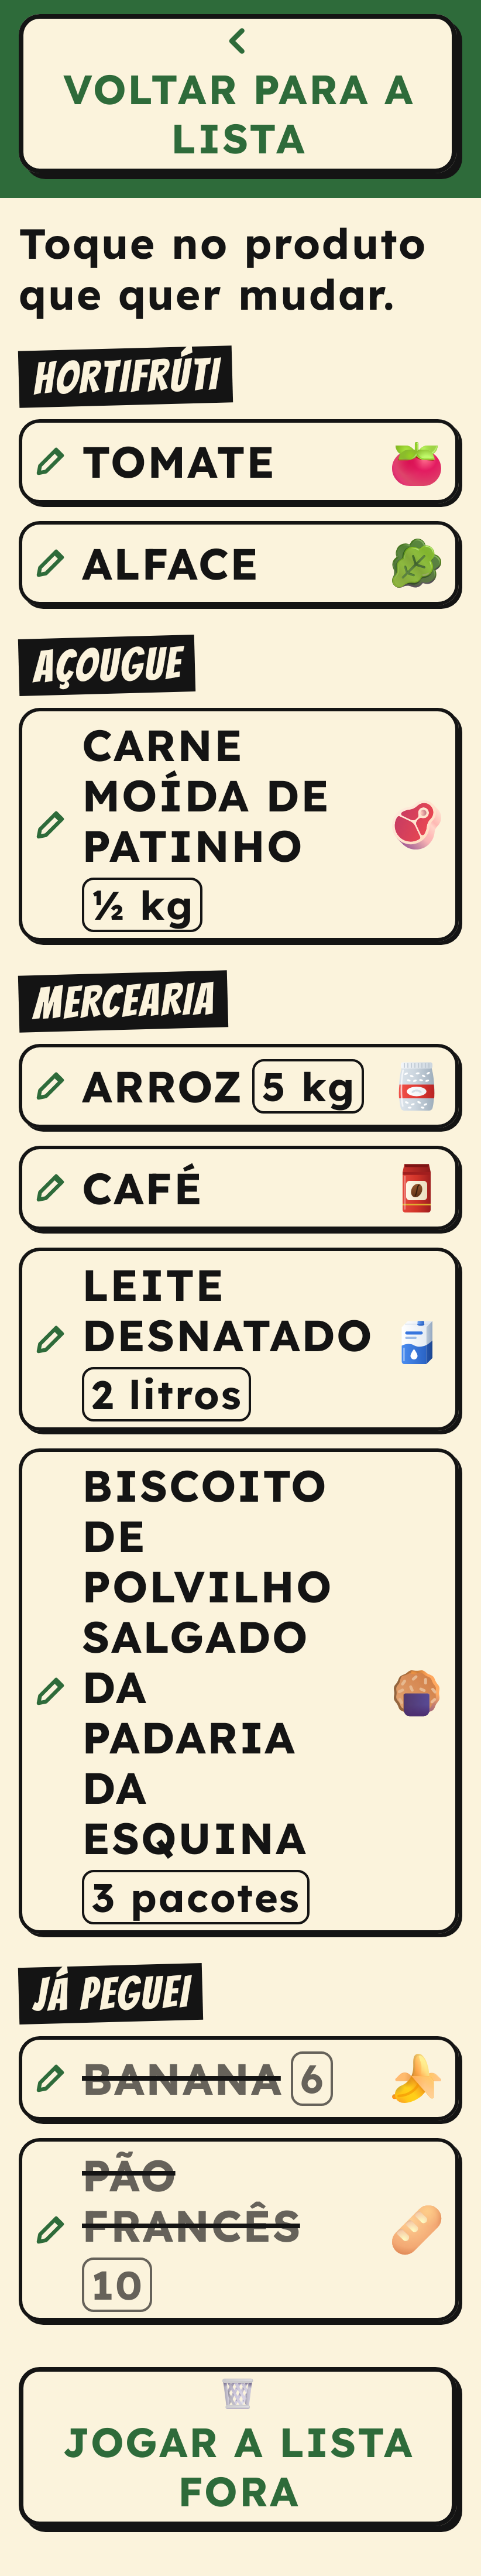 VOLTAR PARA A
LISTA
Toque no produto
que quer mudar.
HORTIFRÚTI
TOMATE
ALFACE
AÇOUGUE
CARNE
MOÍDA DE
PATINHO
½ kg
MERCEARIA
ARROZ 5 kg
CAFÉ
LEITE
DESNATADO
2 litros
BISCOITO
DE
POLVILHO
SALGADO
DA
PADARIA
DA
ESQUINA
3 pacotes
JÁ PEGUEI
BANANA 6
PÃO
FRANCÊS
10
JOGAR A LISTA
FORA